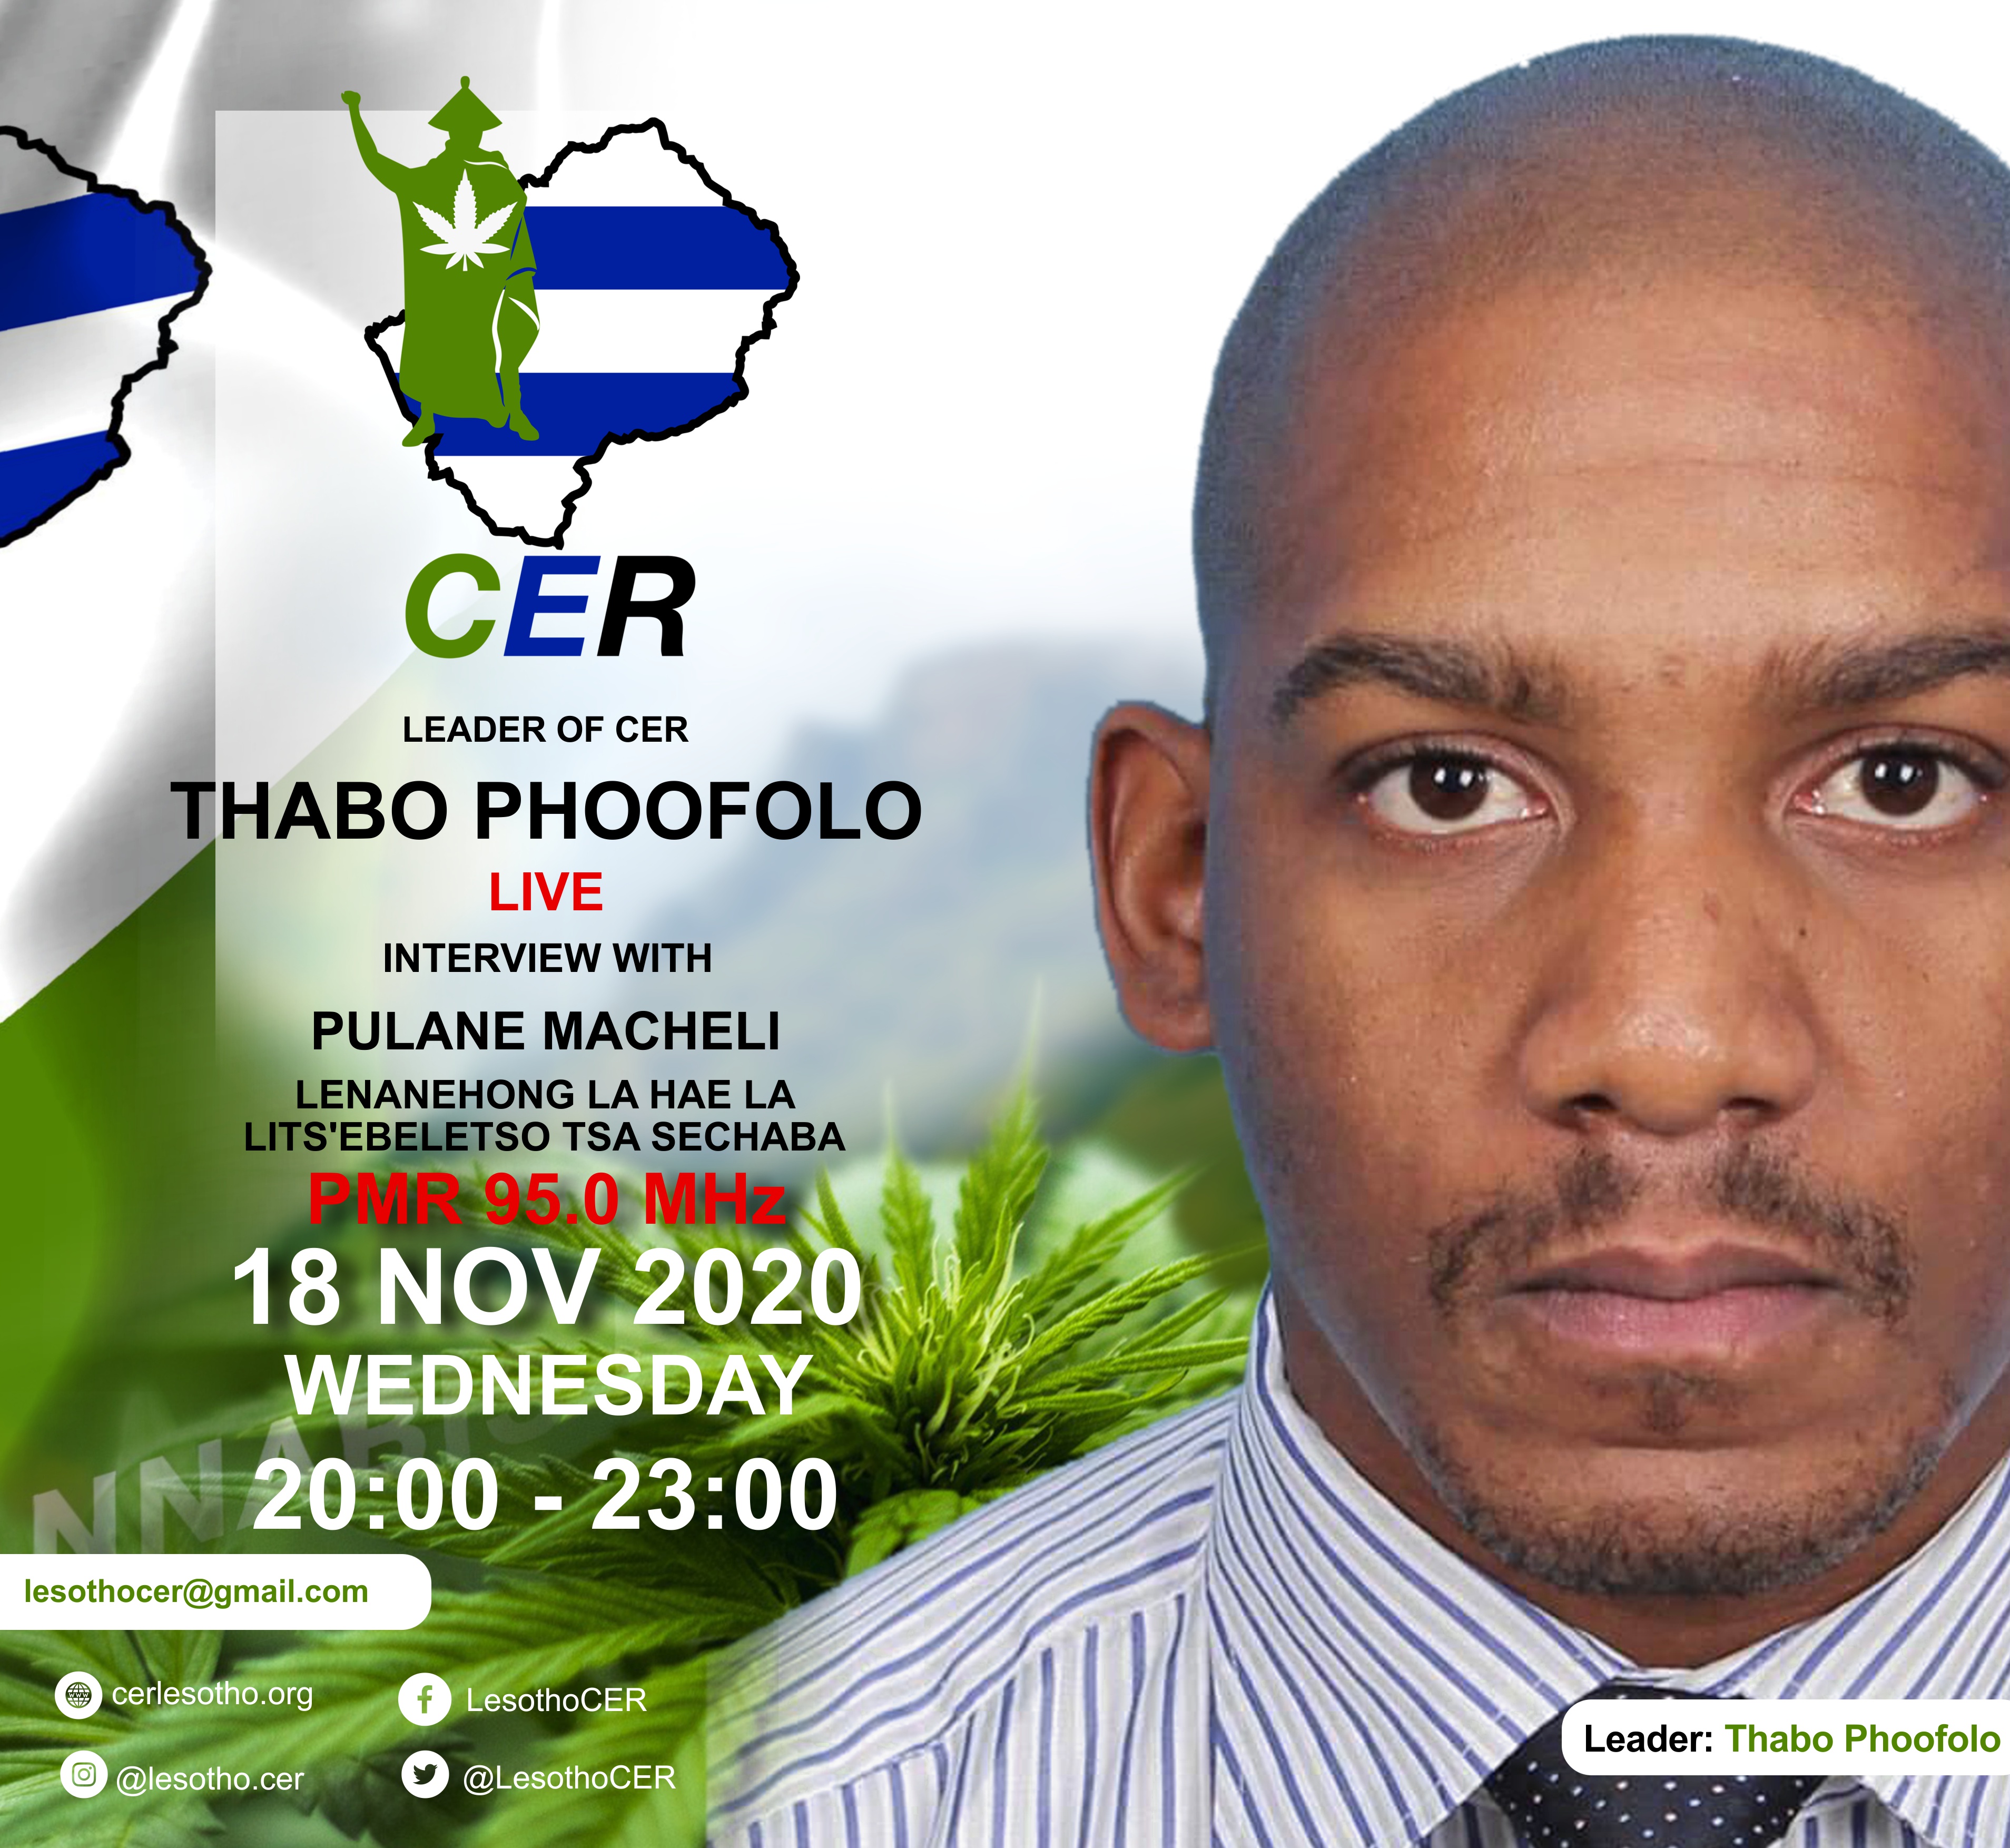 CER
LEADER OF CER
THABO PHOOFOLO
LIVE
INTERVIEW WITH
PULANE MACHELI
LENANEHONG LA HAE LA
LITS'EBELETSO TSA SECHABA
PMR 95.0 MHz
18 NOV 2020
WEDNESDAY
20:00 - 23:00
NNABIS
lesothocer@gmail.com
cerlesotho.org
LesothoCER
@lesotho.cer
@LesothoCER
Leader: Thabo Phoofolo